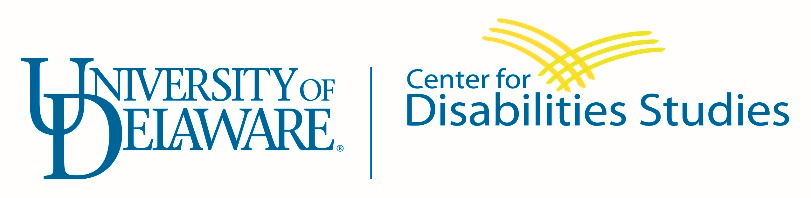 UNIVERSITY OF
DELAWARE®
Center for
Disabilities Studies